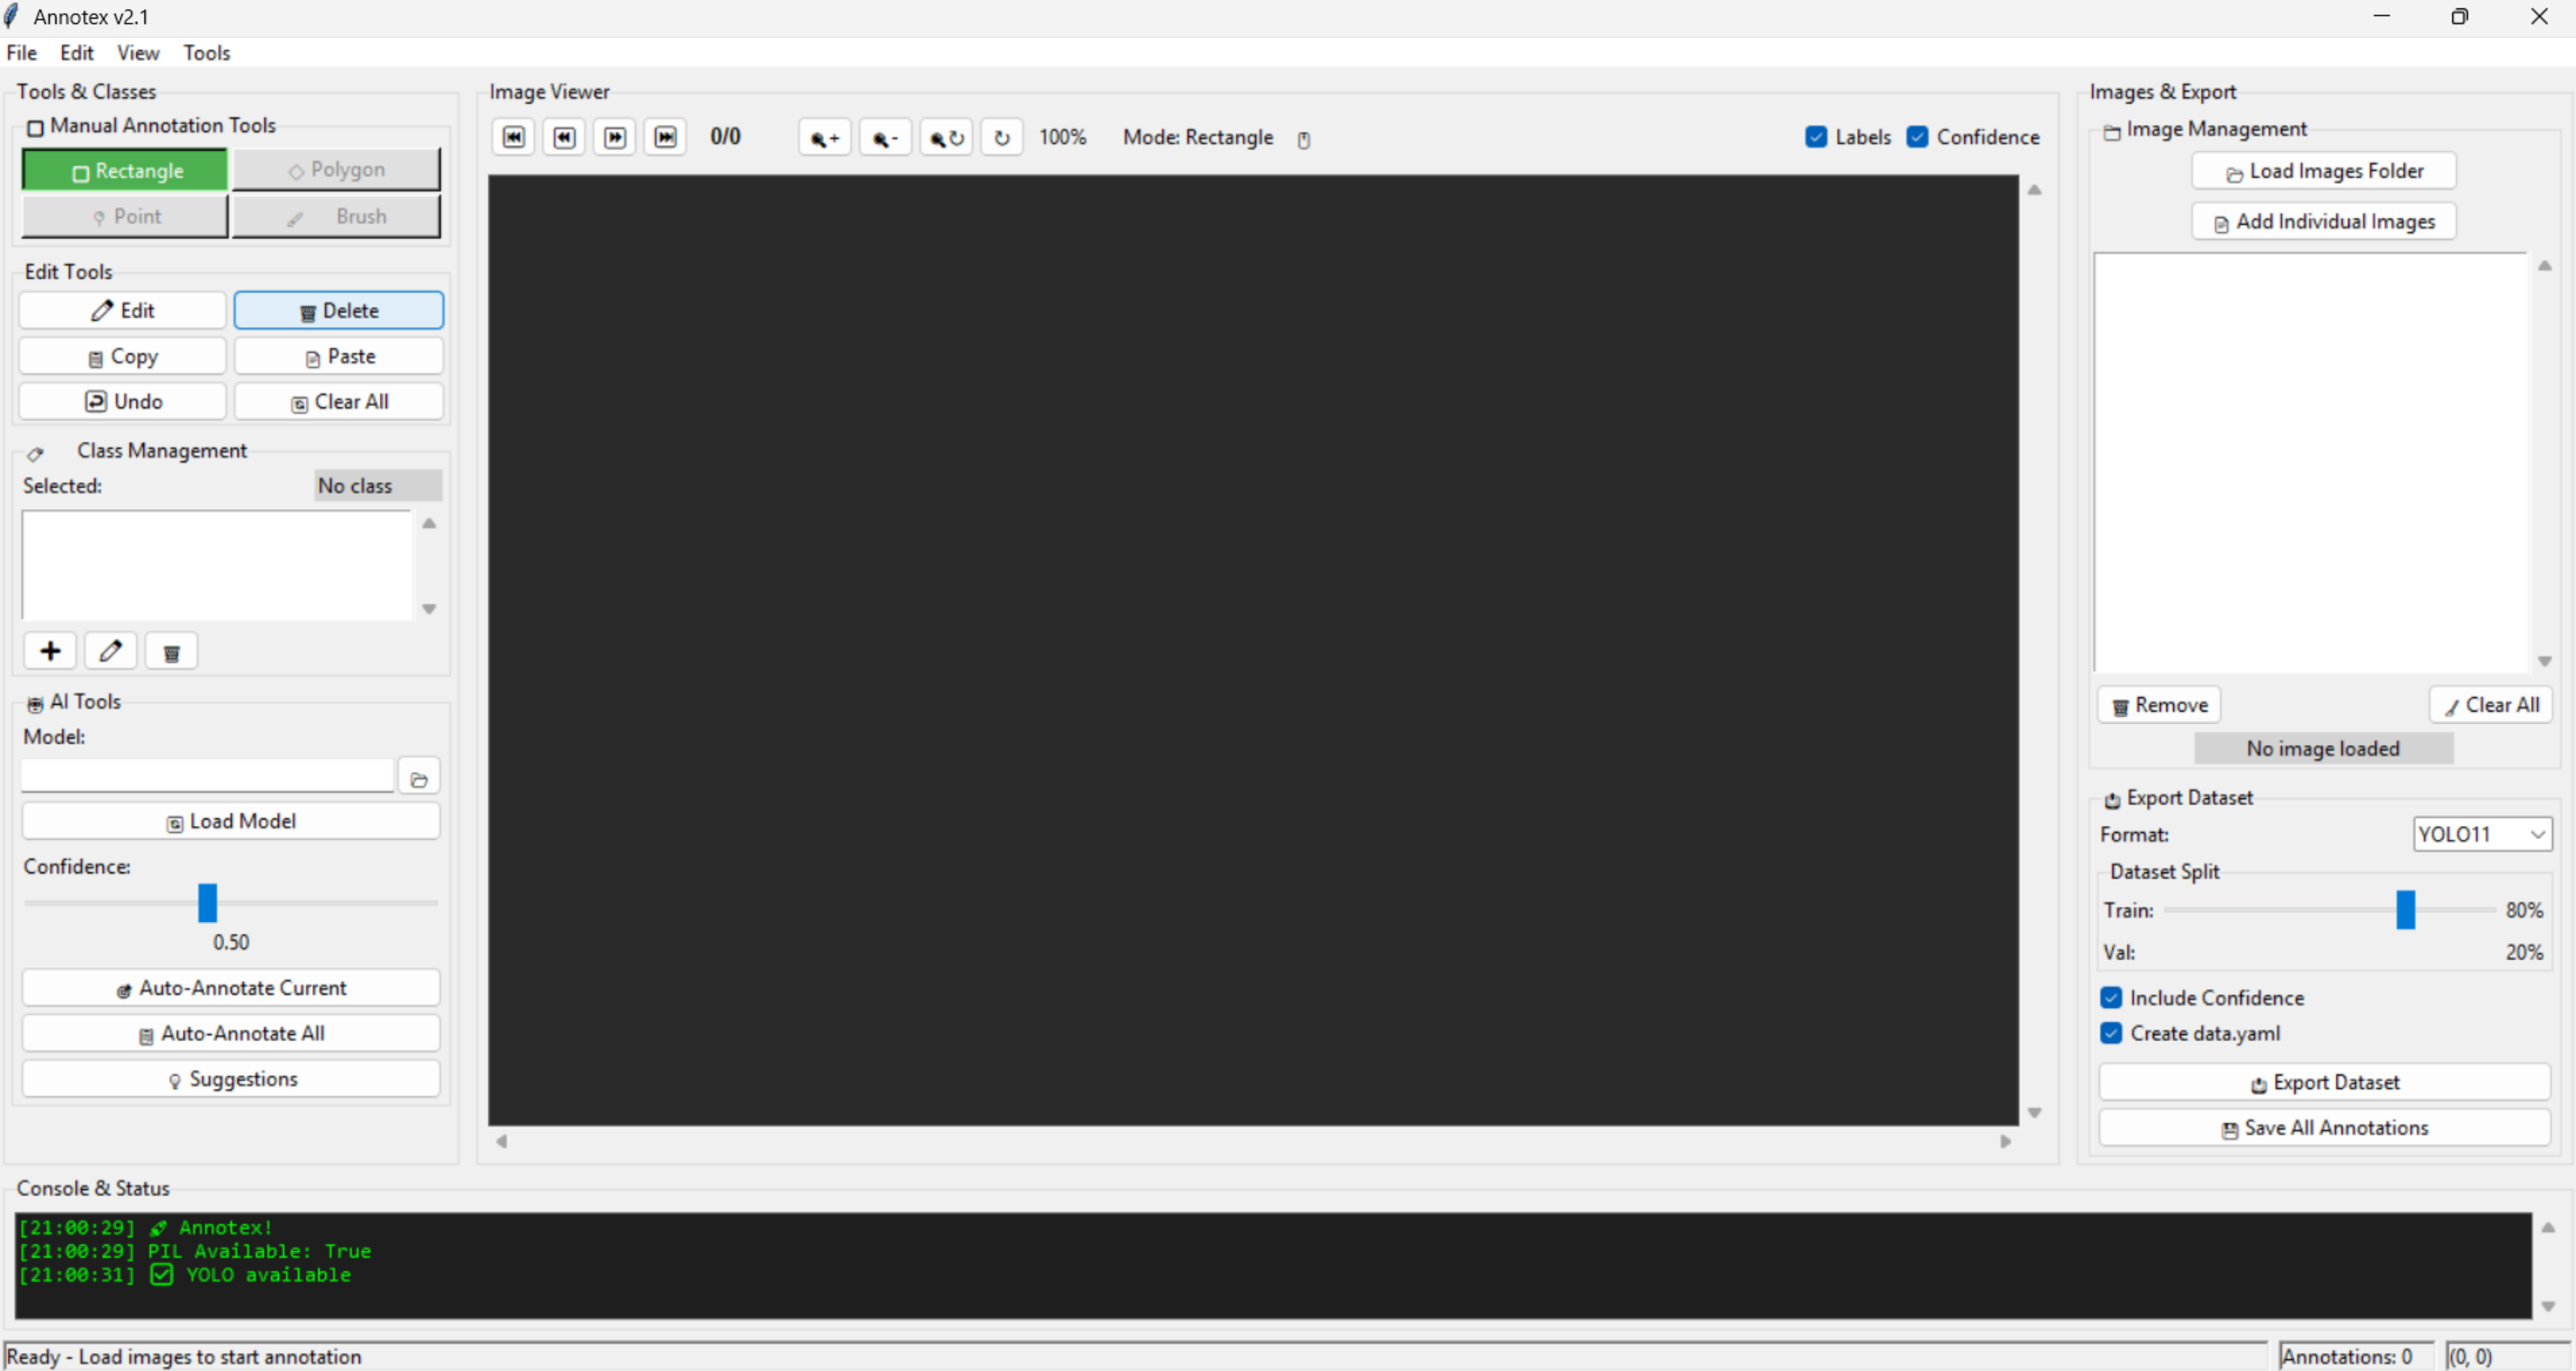 Annotex v2.1
File Edit View Tools
Tools & Classes
Manual Annotation Tools
Rectangle Polygon
Point Brush
Edit Tools
Edit Delete
Copy Paste
Undo Clear All
Class Management
Selected: No class
AI Tools
Model:
Load Model
Confidence:
0.50
Auto-Annotate Current
Auto-Annotate All
Suggestions
Image Viewer
0/0 + - 100% Mode: Rectangle Labels Confidence
Images & Export
Image Management
Load Images Folder
Add Individual Images
Remove Clear All
No image loaded
Export Dataset
Format: YOLO11
Dataset Split
Train: 80%
Val: 20%
Include Confidence
Create data.yaml
Export Dataset
Save All Annotations
Console & Status
[21:00:29] 🚀 Annotex!
[21:00:29] PIL Available: True
[21:00:31] ✅ YOLO available
Ready - Load images to start annotation Annotations: 0 (0, 0)